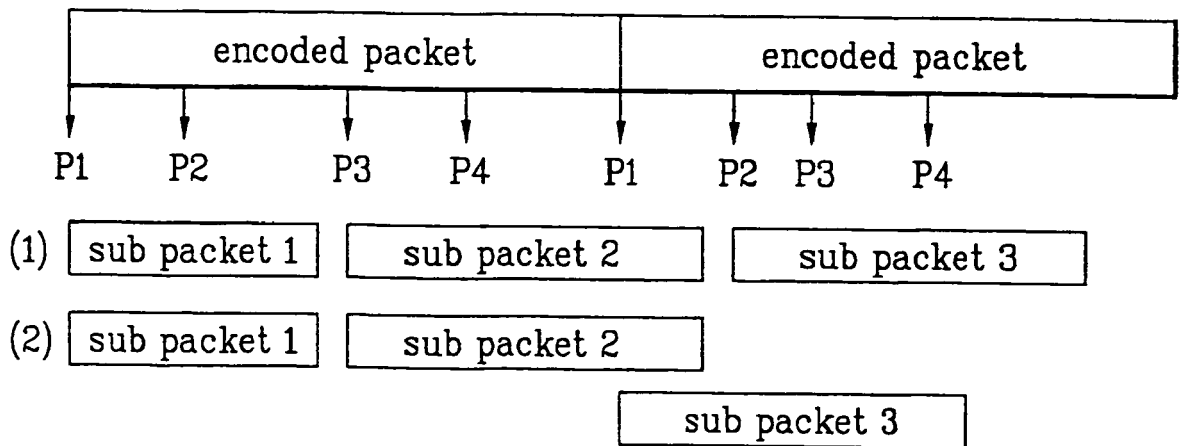 encoded packet encoded packet
P1 P2 P3 P4 P1 P2 P3 P4
(1) sub packet 1 sub packet 2 sub packet 3
(2) sub packet 1 sub packet 2
sub packet 3